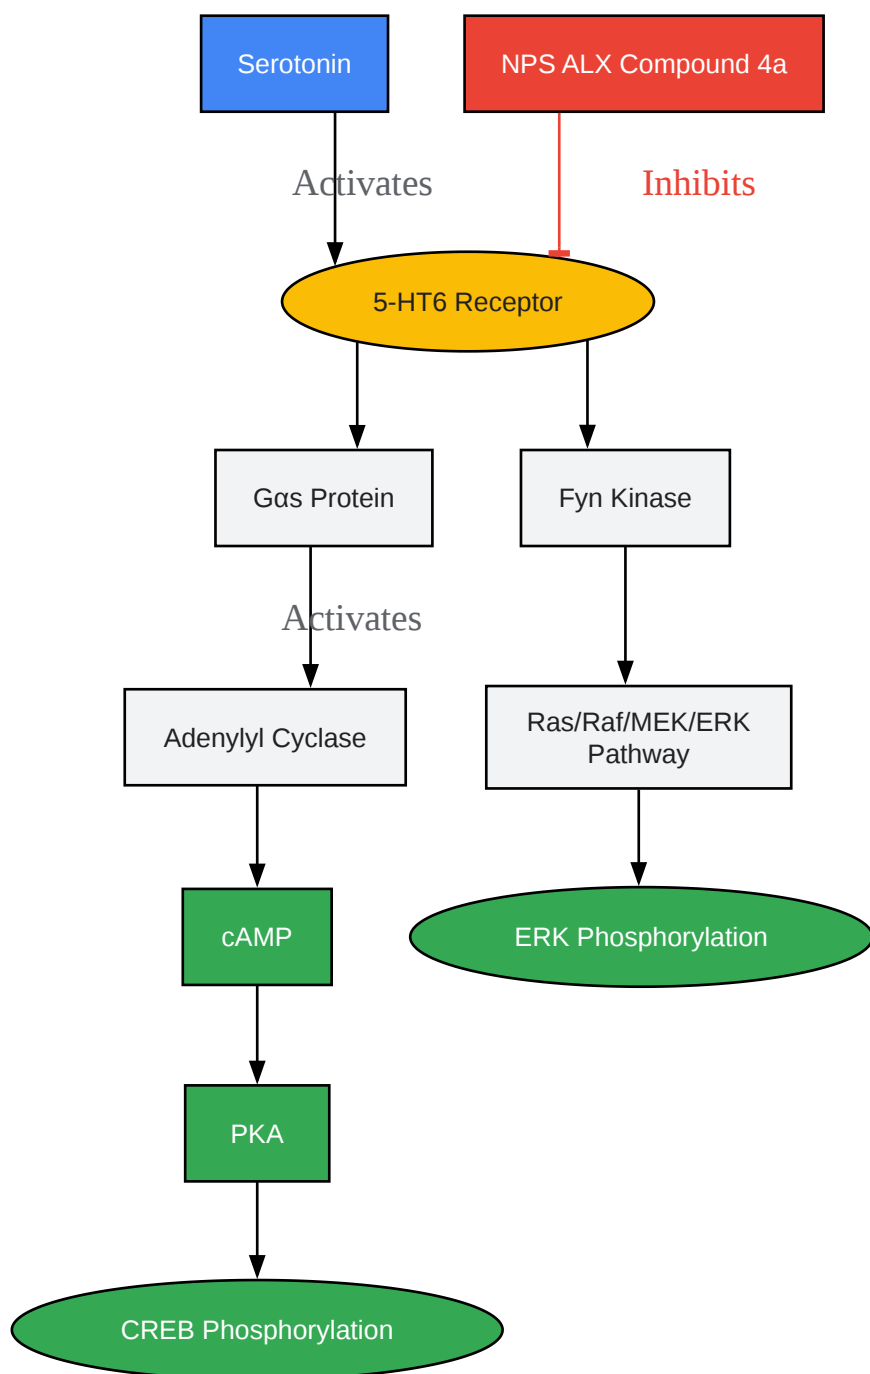 Serotonin
NPS ALX Compound 4a
Activates
Inhibits
5-HT6 Receptor
Gαs Protein
Fyn Kinase
Activates
Adenylyl Cyclase
Ras/Raf/MEK/ERK
Pathway
cAMP
ERK Phosphorylation
PKA
CREB Phosphorylation